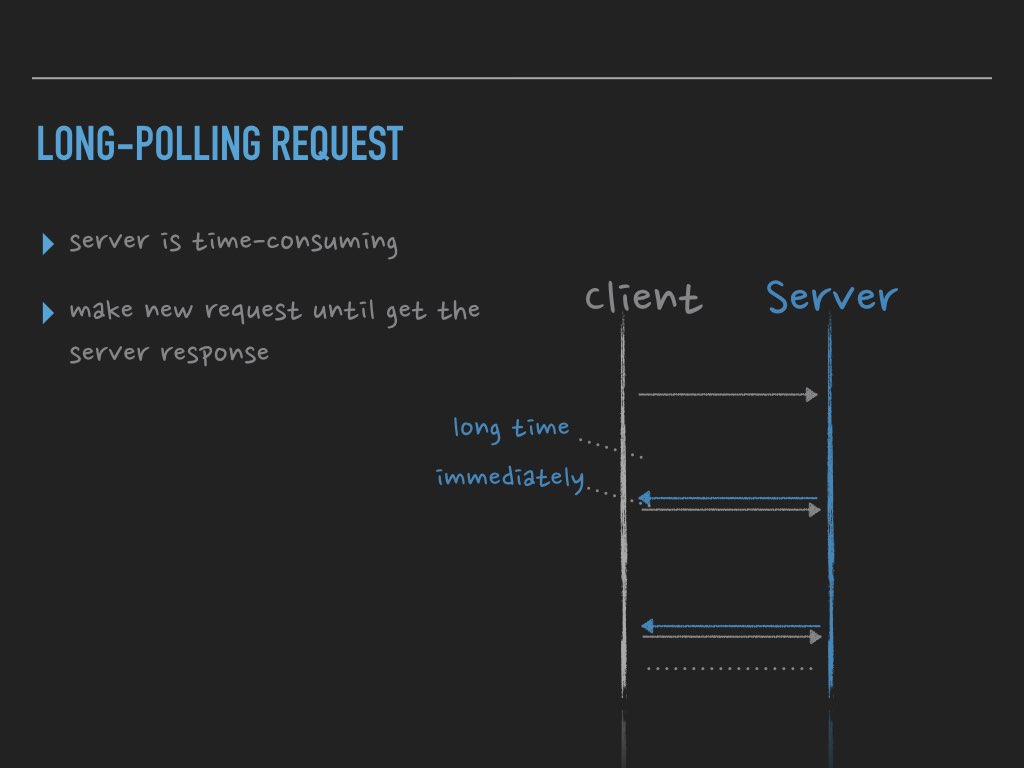 LONG-POLLING REQUEST
server is time-consuming
make new request until get the
server response
Client
Server
long time
immediately